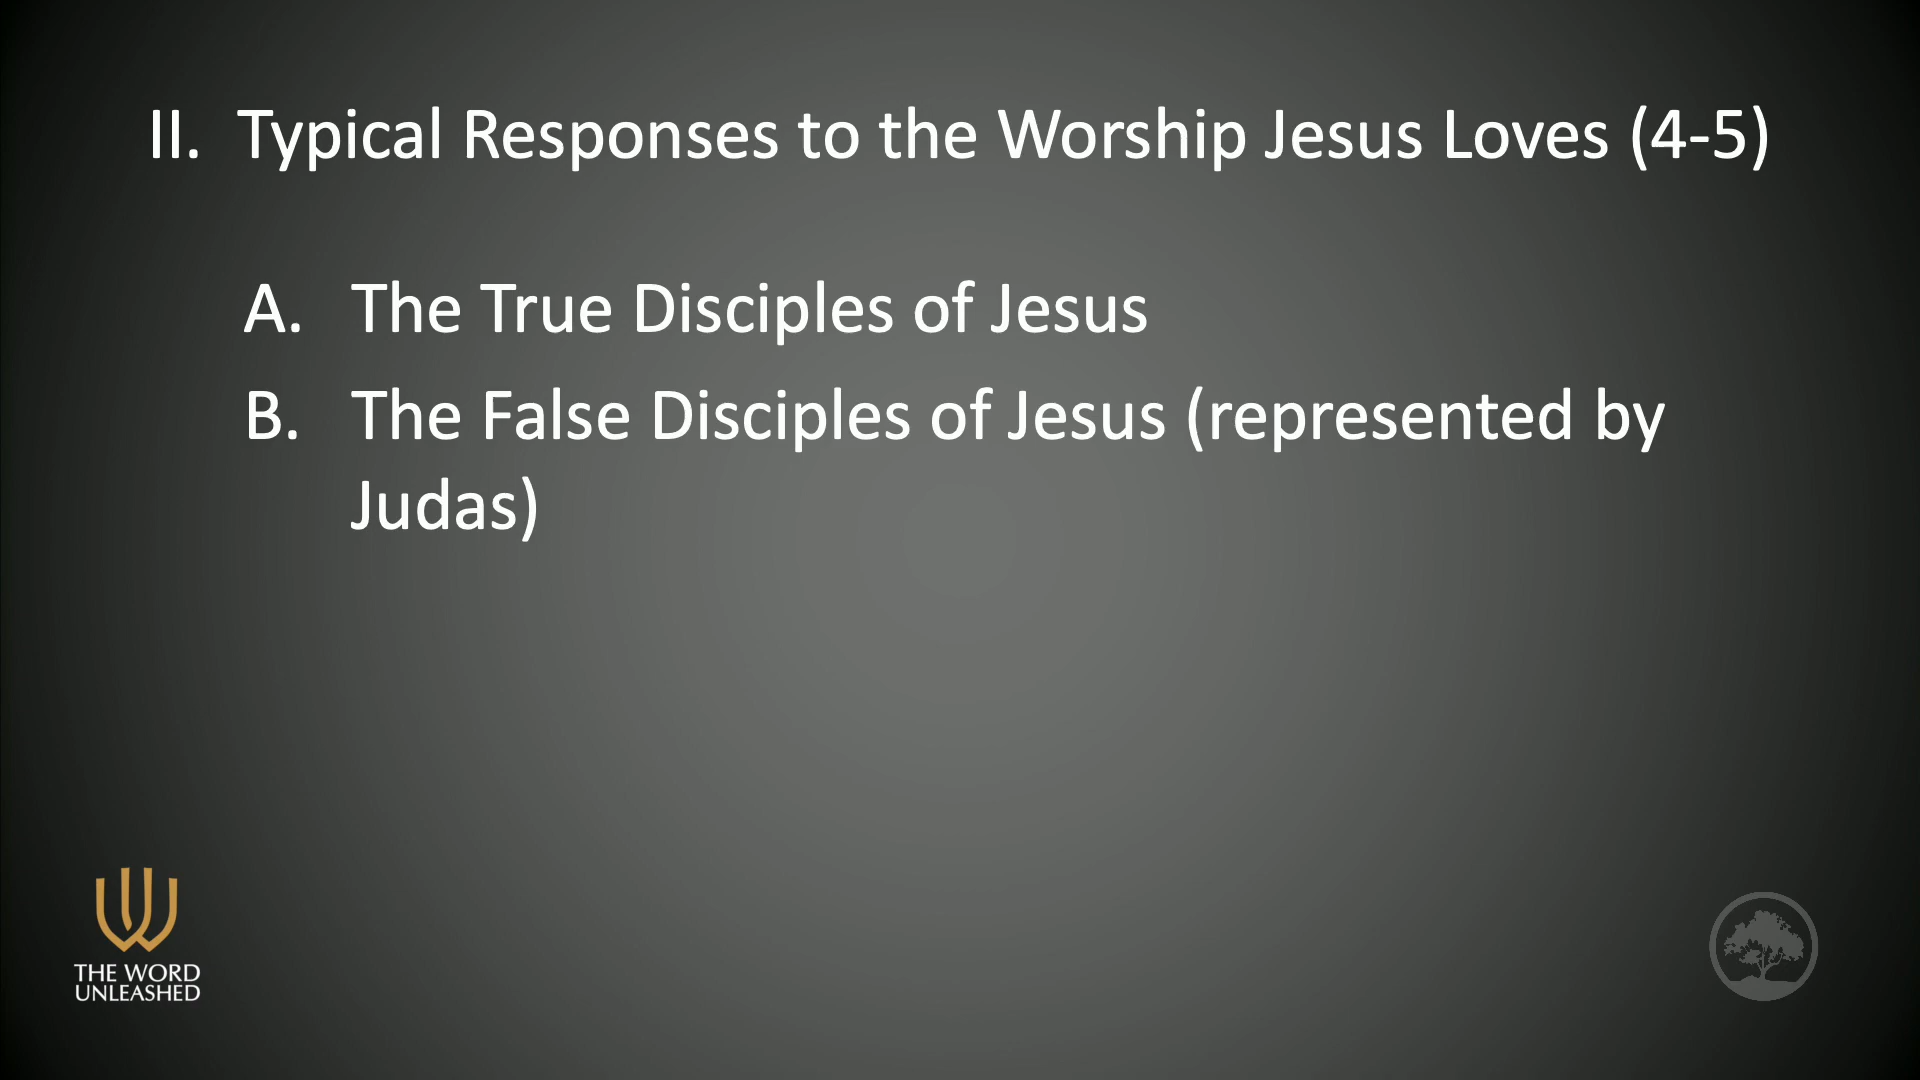 II. Typical Responses to the Worship Jesus Loves (4-5)
A. The True Disciples of Jesus
B. The False Disciples of Jesus (represented by
Judas)
THE WORD
UNLEASHED